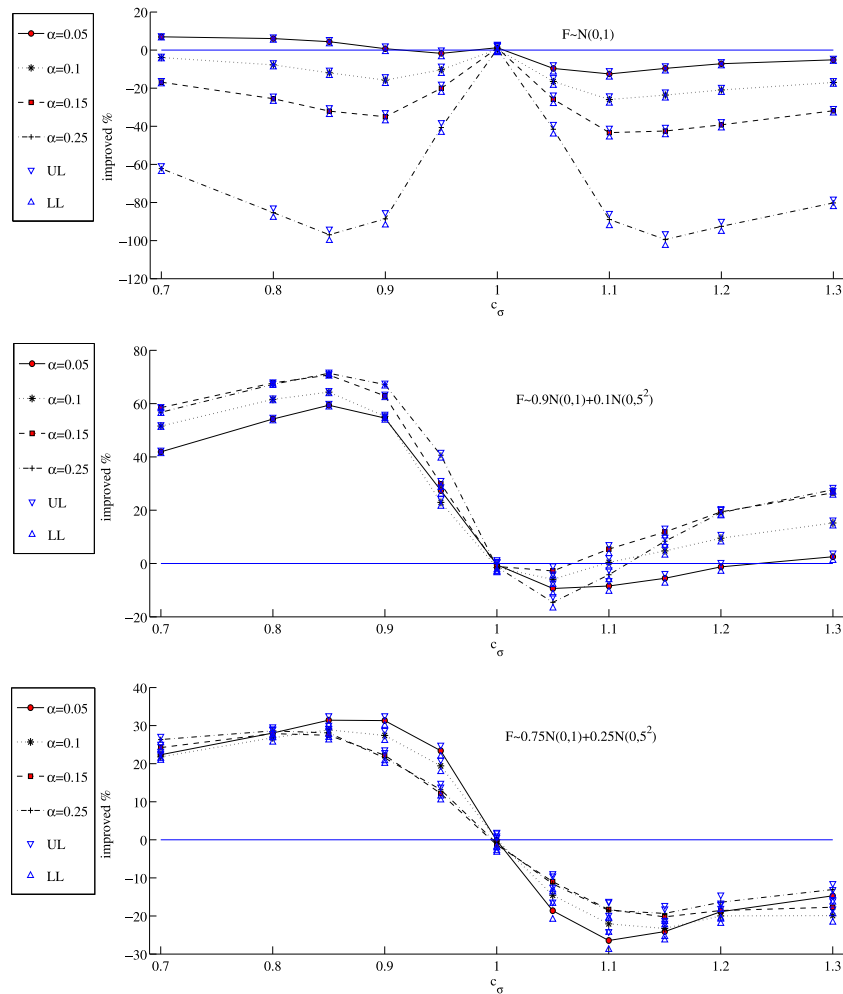 F~N(0,1)
α=0.05
α=0.1
α=0.15
α=0.25
UL
LL
improved %
20
0
−20
−40
−60
−80
−100
−120
0.7 0.8 0.9 1 1.1 1.2 1.3
cσ
F~0.9N(0,1)+0.1N(0,5²)
α=0.05
α=0.1
α=0.15
α=0.25
UL
LL
improved %
80
60
40
20
0
−20
0.7 0.8 0.9 1 1.1 1.2 1.3
cσ
F~0.75N(0,1)+0.25N(0,5²)
α=0.05
α=0.1
α=0.15
α=0.25
UL
LL
improved %
40
30
20
10
0
−10
−20
−30
0.7 0.8 0.9 1 1.1 1.2 1.3
cσ